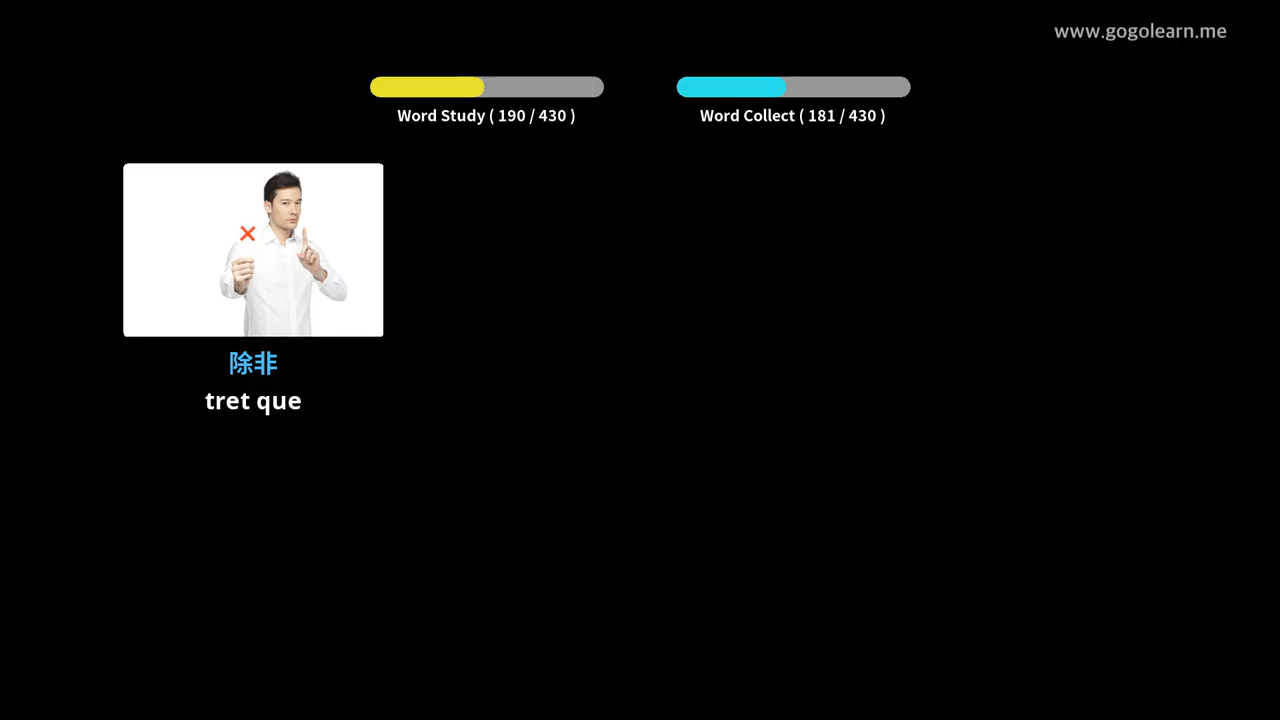 www.gogolearn.me
Word Study ( 190 / 430 )
Word Collect ( 181 / 430 )
除非
tret que